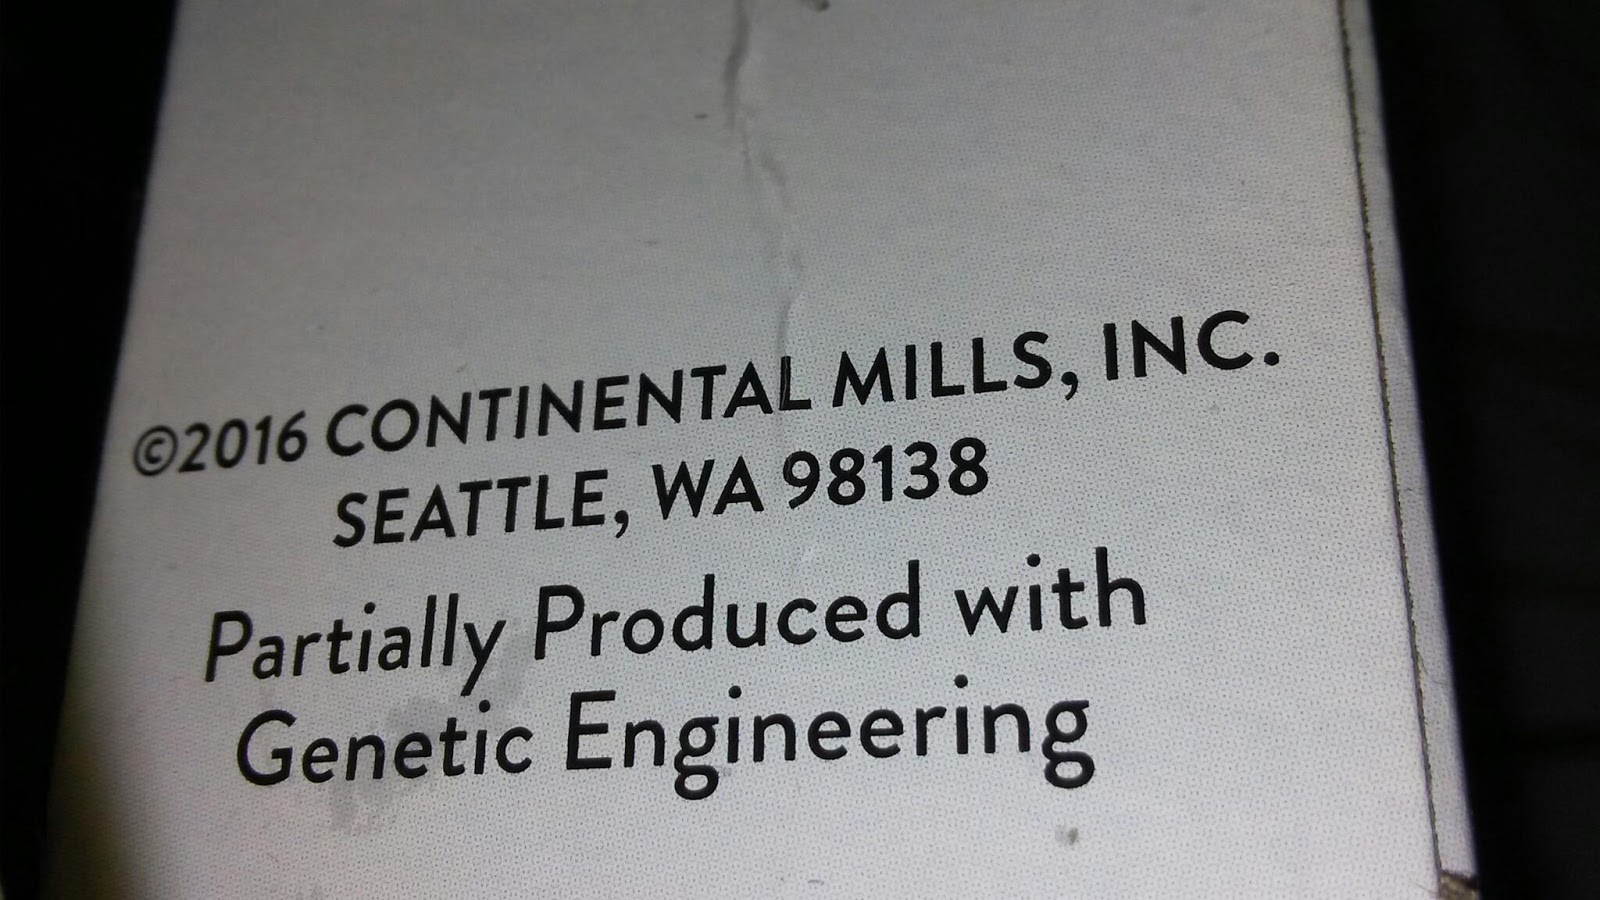 ©2016 CONTINENTAL MILLS, INC.
SEATTLE, WA 98138
Partially Produced with
Genetic Engineering